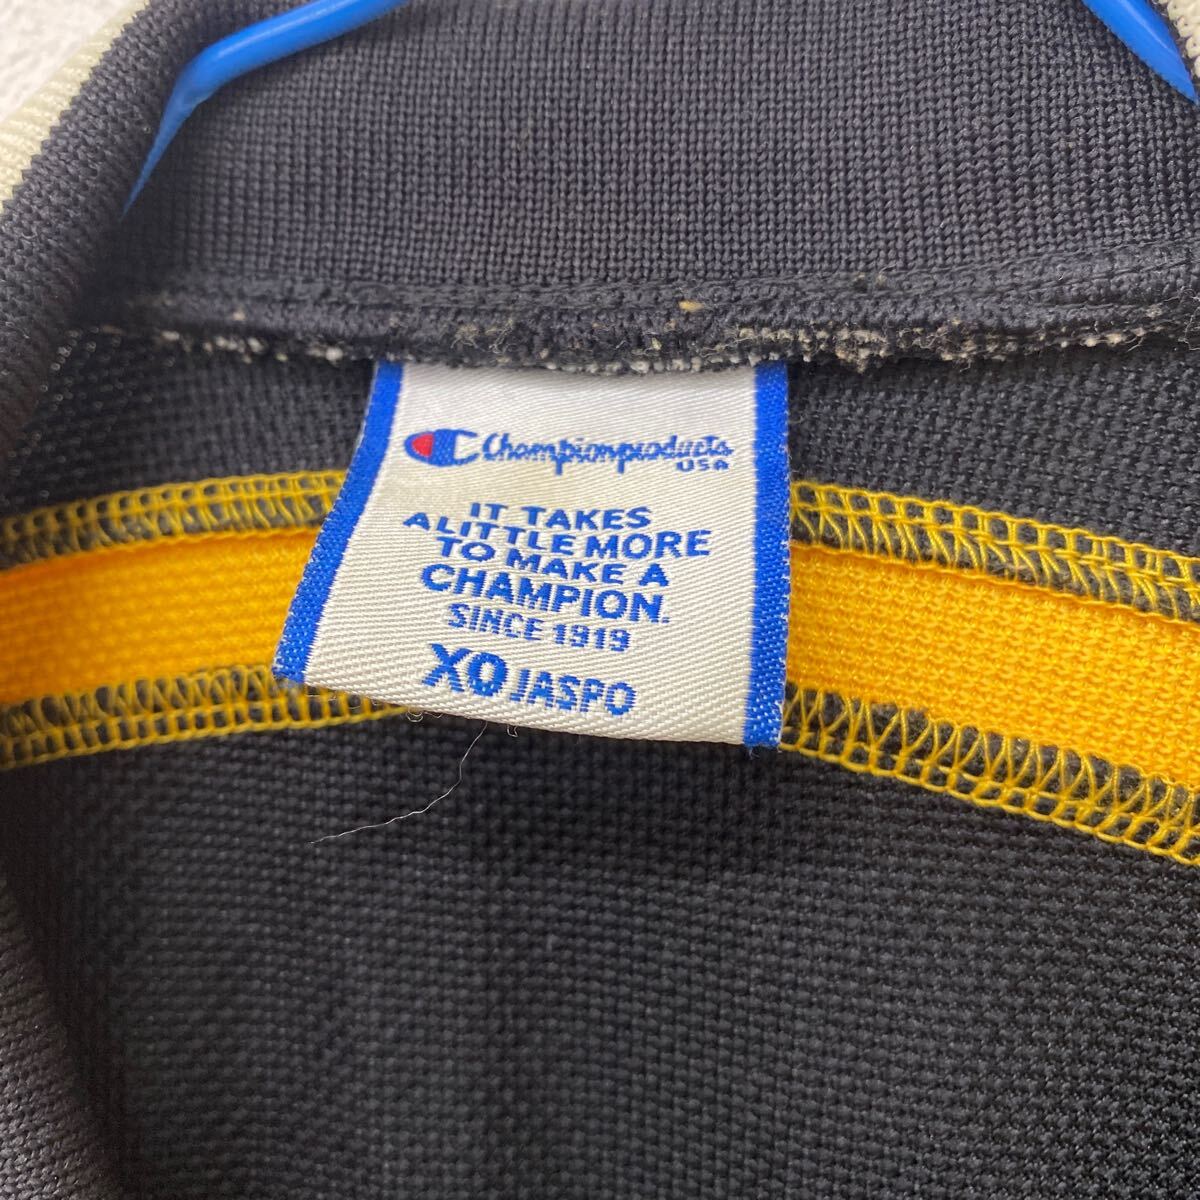 Championproducts
USA
IT TAKES
A LITTLE MORE
TO MAKE A
CHAMPION.
SINCE 1919
XO JASPO